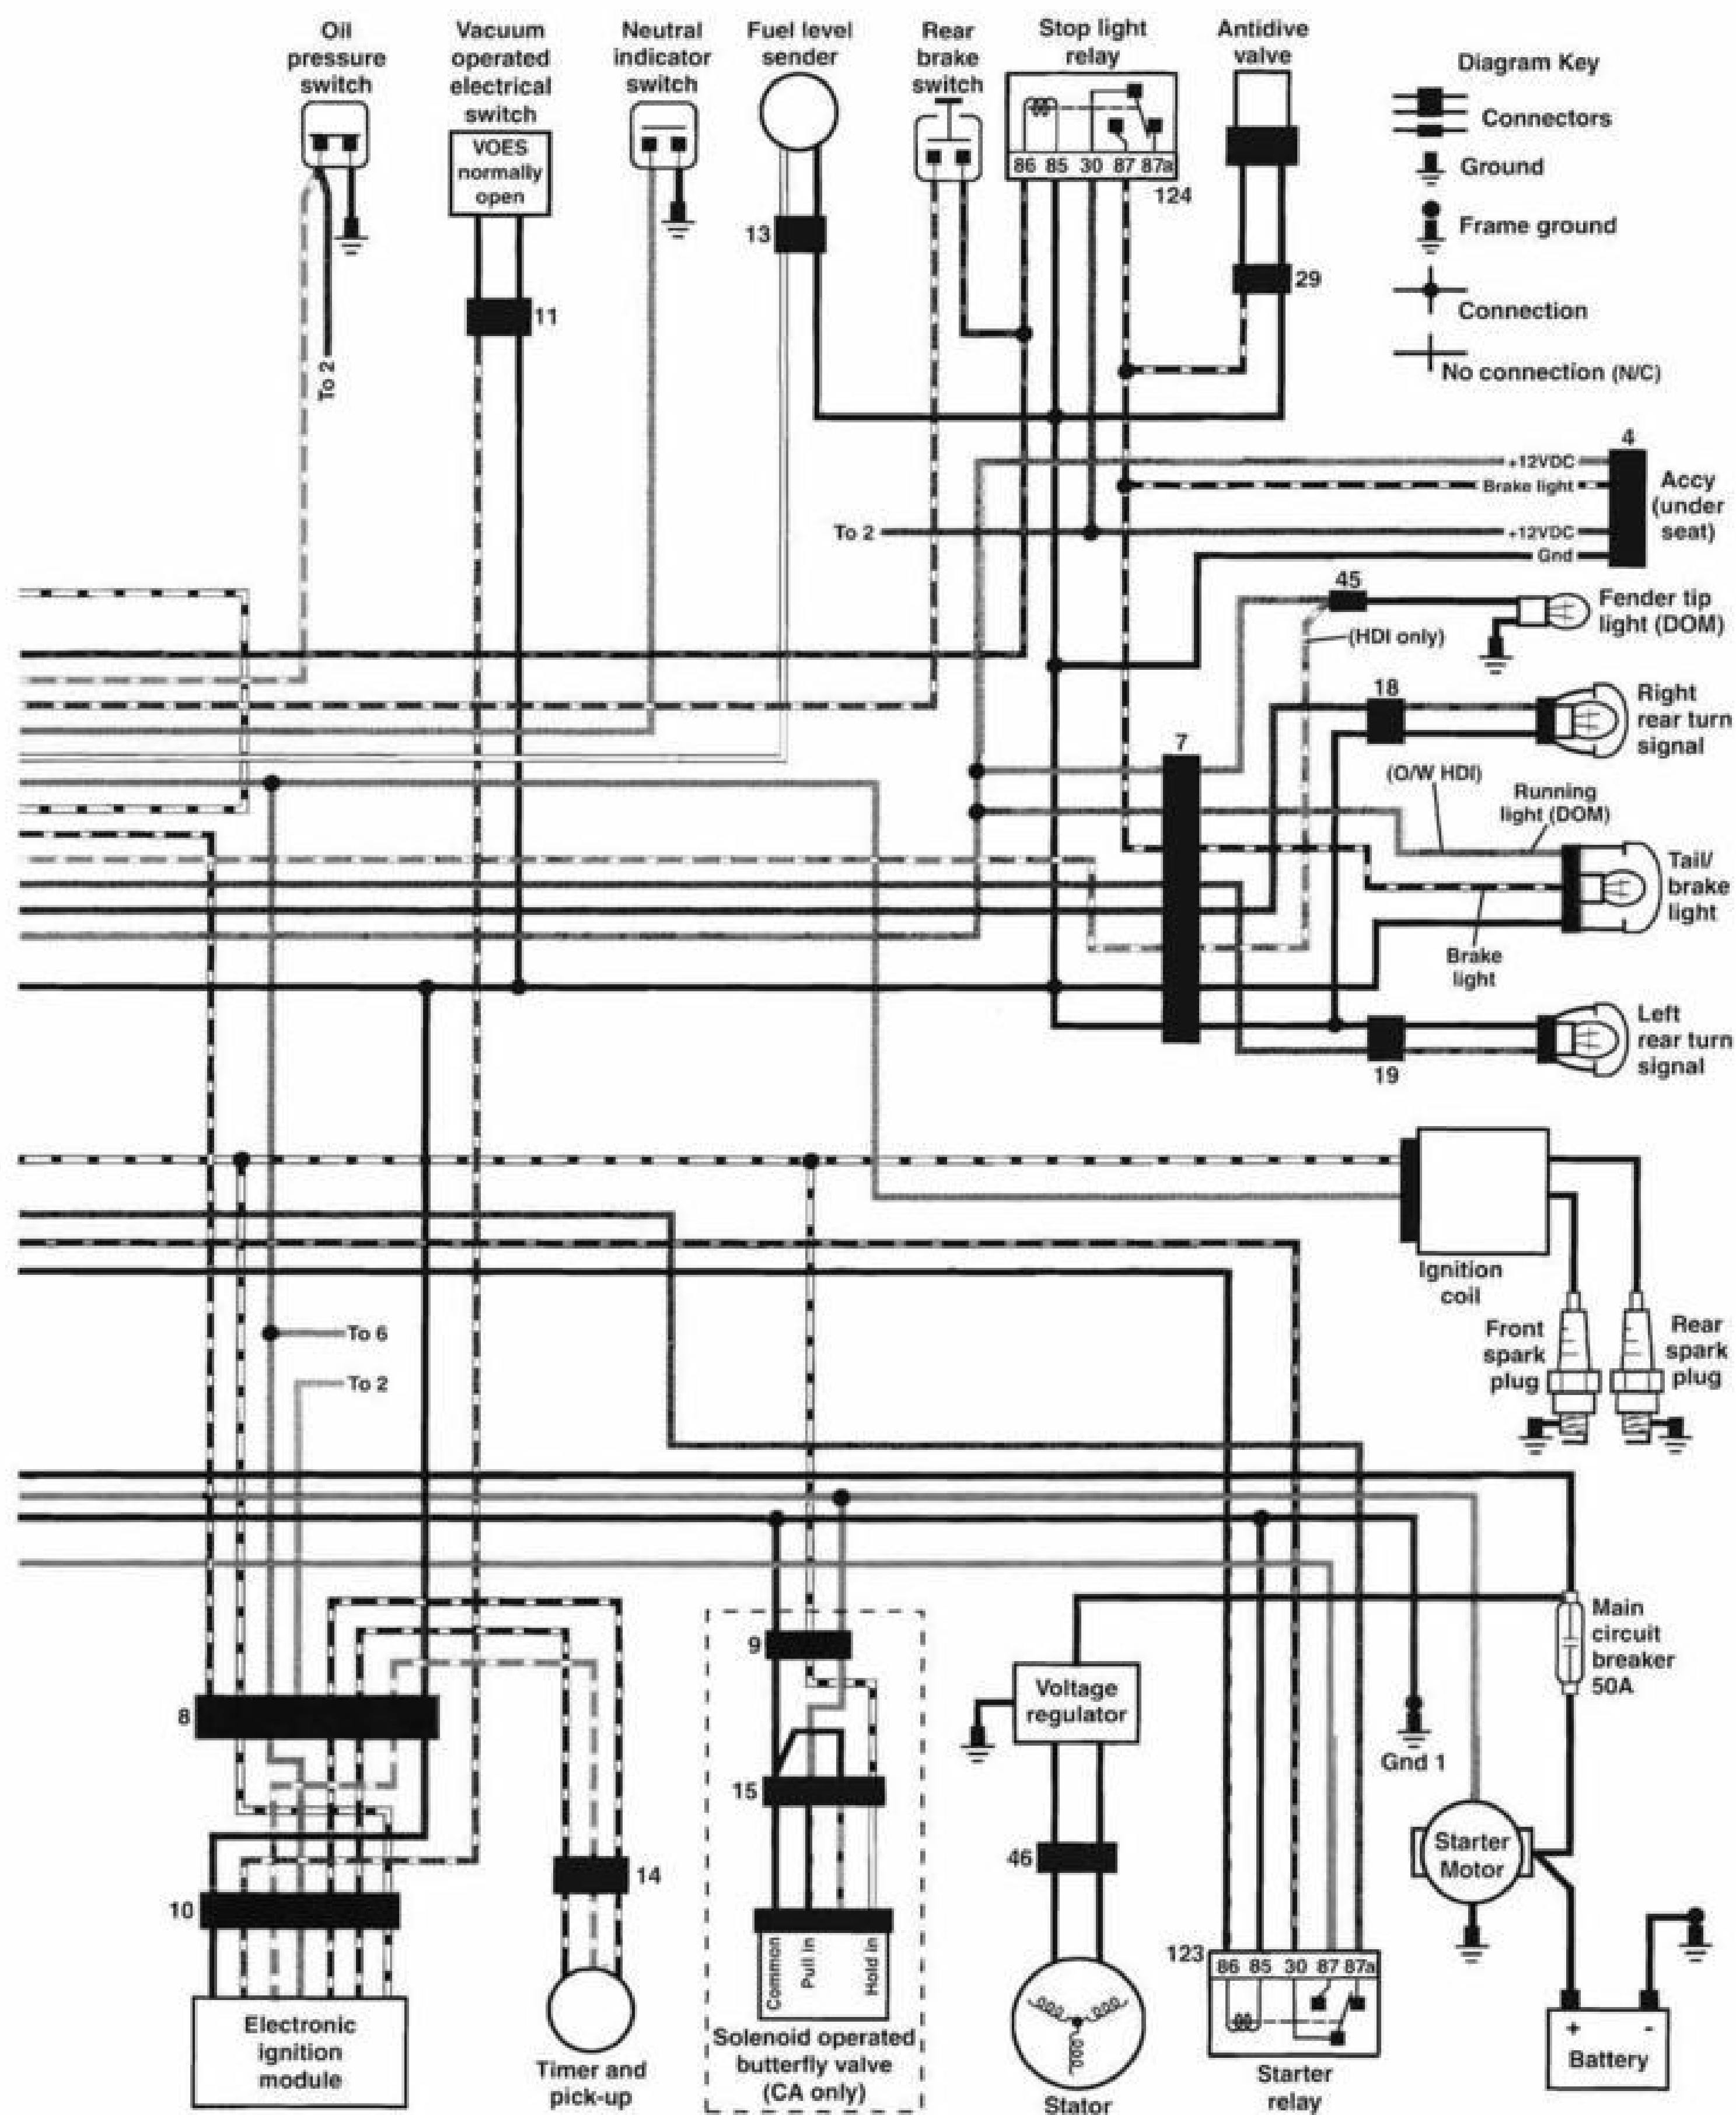 Oil
pressure
switch
Vacuum
operated
electrical
switch
VOES
normally
open
Neutral
indicator
switch
Fuel level
sender
Rear
brake
switch
Stop light
relay
86 85 30 87 87a
124
Antidive
valve
Diagram Key
Connectors
Ground
Frame ground
Connection
No connection (N/C)
13
29
11
To 2
4
+12VDC
Brake light
+12VDC
Gnd
Accy
(under
seat)
To 2
45
(HDI only)
Fender tip
light (DOM)
18
Right
rear turn
signal
7
(O/W HDI)
Running
light (DOM)
Tail/
brake
light
Brake
light
Left
rear turn
signal
19
Ignition
coil
Front
spark
plug
Rear
spark
plug
To 6
To 2
Main
circuit
breaker
50A
9
8
Voltage
regulator
Gnd 1
15
Starter
Motor
14
46
10
Common
Pull in
Hold in
123
86 85 30 87 87a
Electronic
ignition
module
Timer and
pick-up
Solenoid operated
butterfly valve
(CA only)
Stator
Starter
relay
+ -
Battery